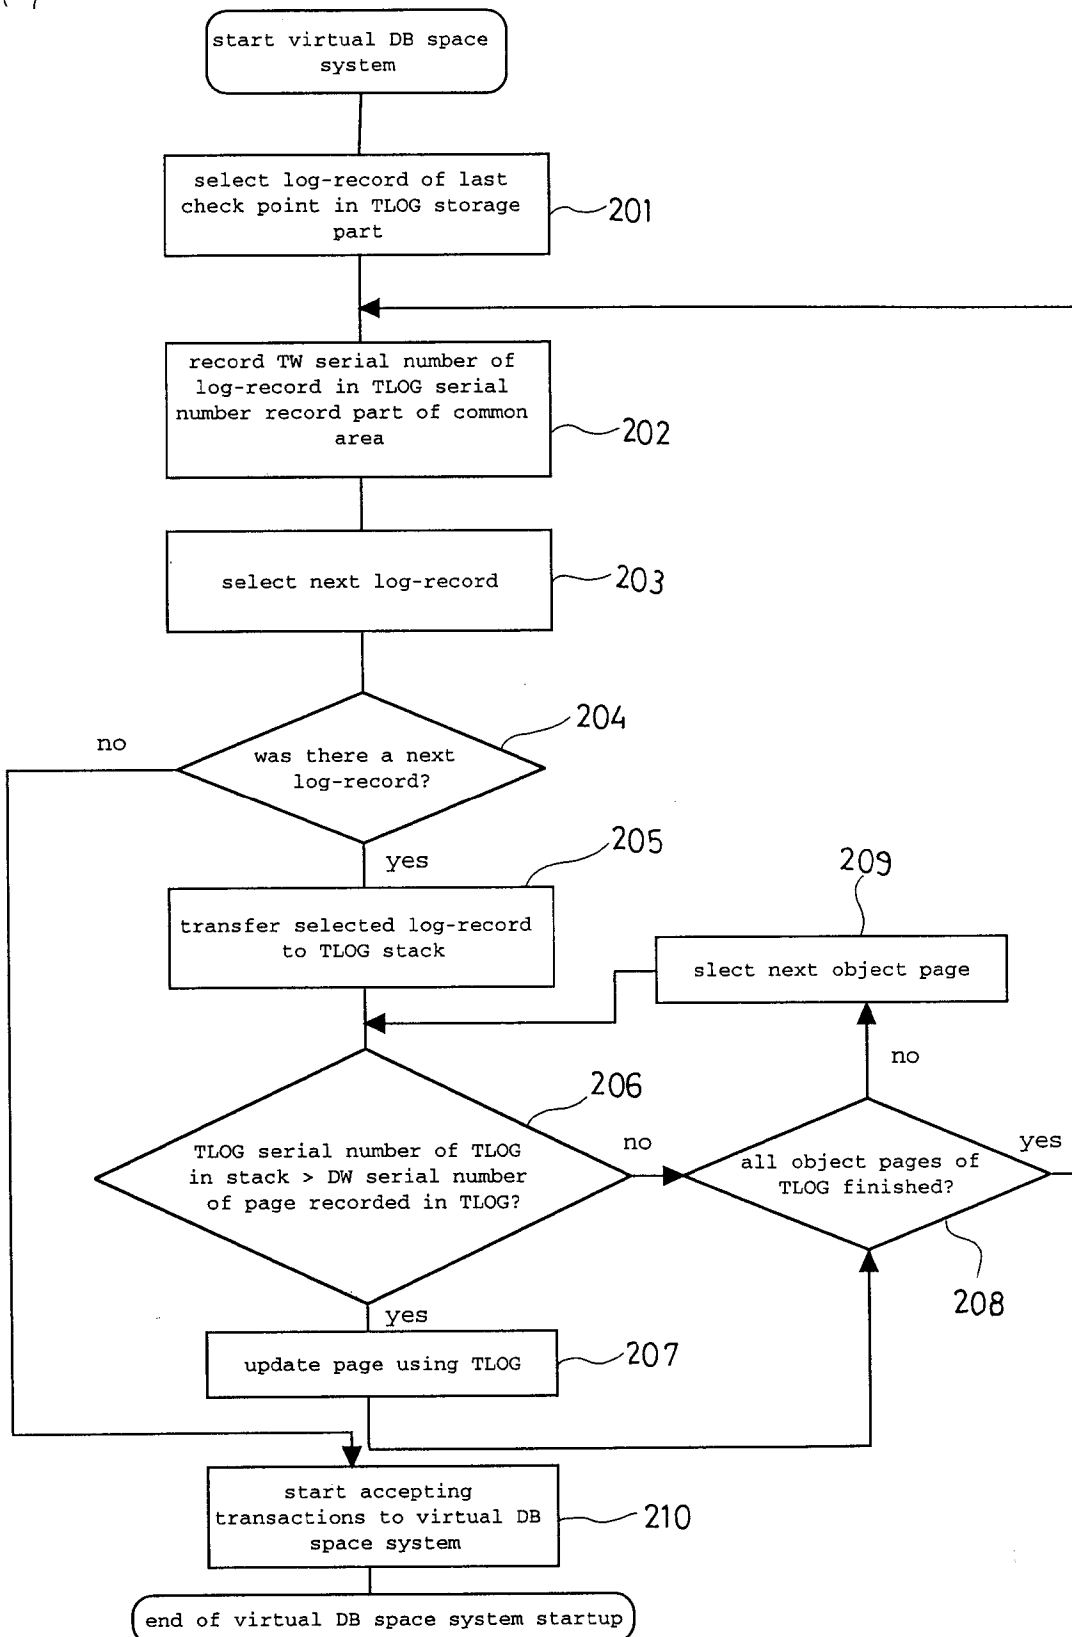 start virtual DB space
system
select log-record of last
check point in TLOG storage
part
201
record TW serial number of
log-record in TLOG serial
number record part of common
area
202
select next log-record
203
204
no
was there a next
log-record?
205
yes
209
transfer selected log-record
to TLOG stack
slect next object page
no
206
TLOG serial number of TLOG
in stack > DW serial number
of page recorded in TLOG?
no
yes
all object pages of
TLOG finished?
208
yes
update page using TLOG
207
start accepting
transactions to virtual DB
space system
210
end of virtual DB space system startup